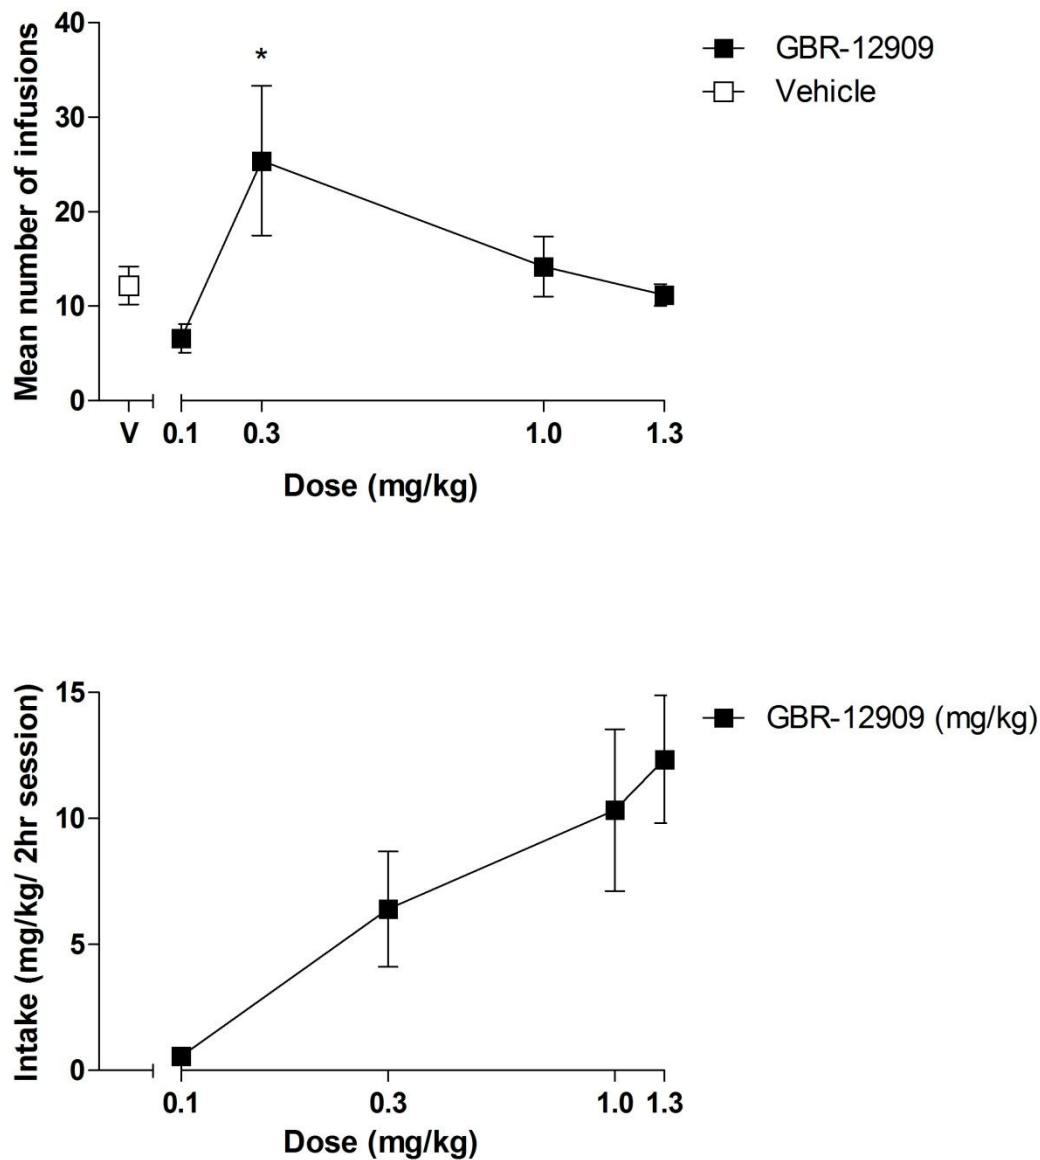 40
30
20
10
0
Mean number of infusions
*
GBR-12909
Vehicle
V 0.1 0.3 1.0 1.3
Dose (mg/kg)
15
10
5
0
Intake (mg/kg/ 2hr session)
GBR-12909 (mg/kg)
0.1 0.3 1.0 1.3
Dose (mg/kg)